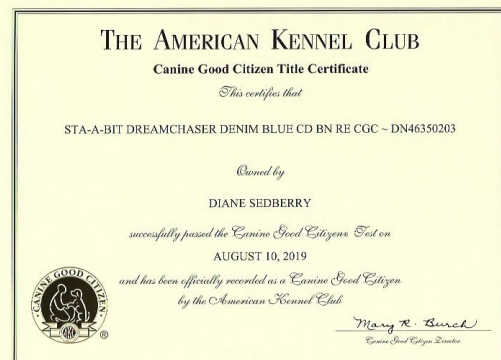 THE AMERICAN KENNEL CLUB
Canine Good Citizen Title Certificate
This certifies that
STA-A-BIT DREAMCHASER DENIM BLUE CD BN RE CGC ~ DN46350203
Owned by
DIANE SEDBERRY
successfully passed the Canine Good Citizen® Test on
AUGUST 10, 2019
and has been officially recorded as a Canine Good Citizen
by the American Kennel Club
CANINE GOOD CITIZEN
AKC
®
Mary R. Burch
Canine Good Citizen Director